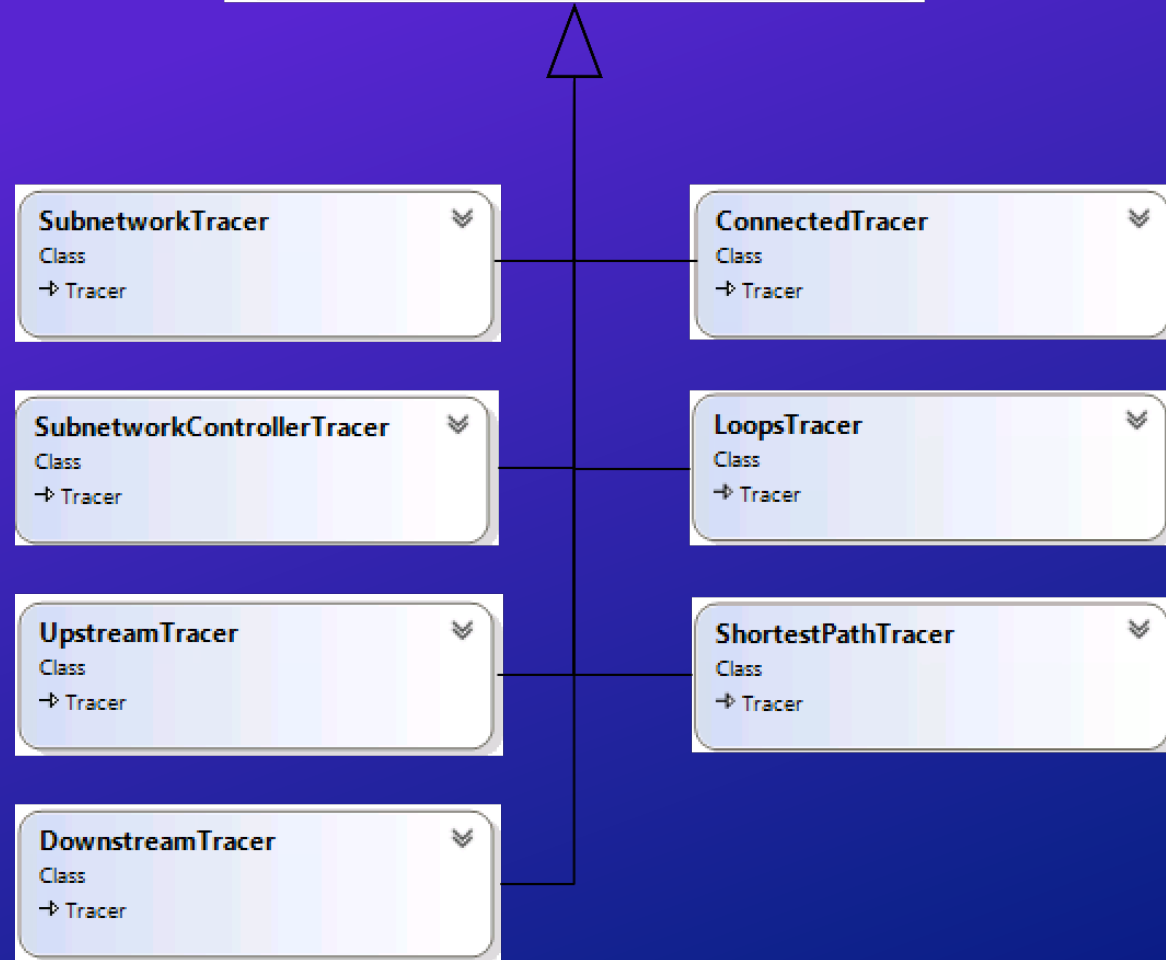 SubnetworkTracer
Class
Tracer
ConnectedTracer
Class
Tracer
SubnetworkControllerTracer
Class
Tracer
LoopsTracer
Class
Tracer
UpstreamTracer
Class
Tracer
ShortestPathTracer
Class
Tracer
DownstreamTracer
Class
Tracer